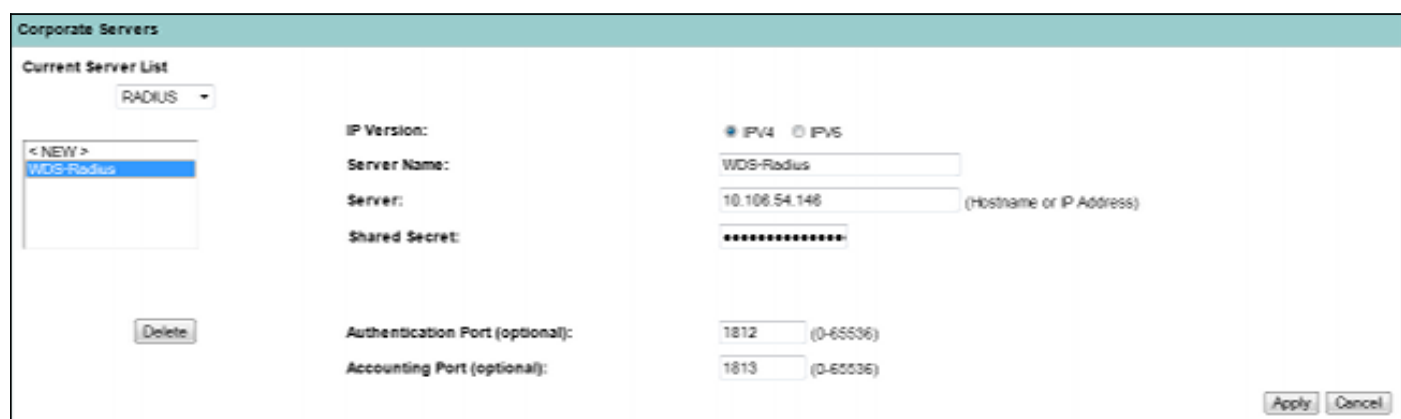 Corporate Servers
Current Server List
RADIUS
< NEW >
WDS-Radius
Delete
IP Version: IPV4 IPV6
Server Name: WDS-Radius
Server: 10.106.54.146 (Hostname or IP Address)
Shared Secret: •••••••••••••••
Authentication Port (optional): 1812 (0-65536)
Accounting Port (optional): 1813 (0-65536)
Apply Cancel